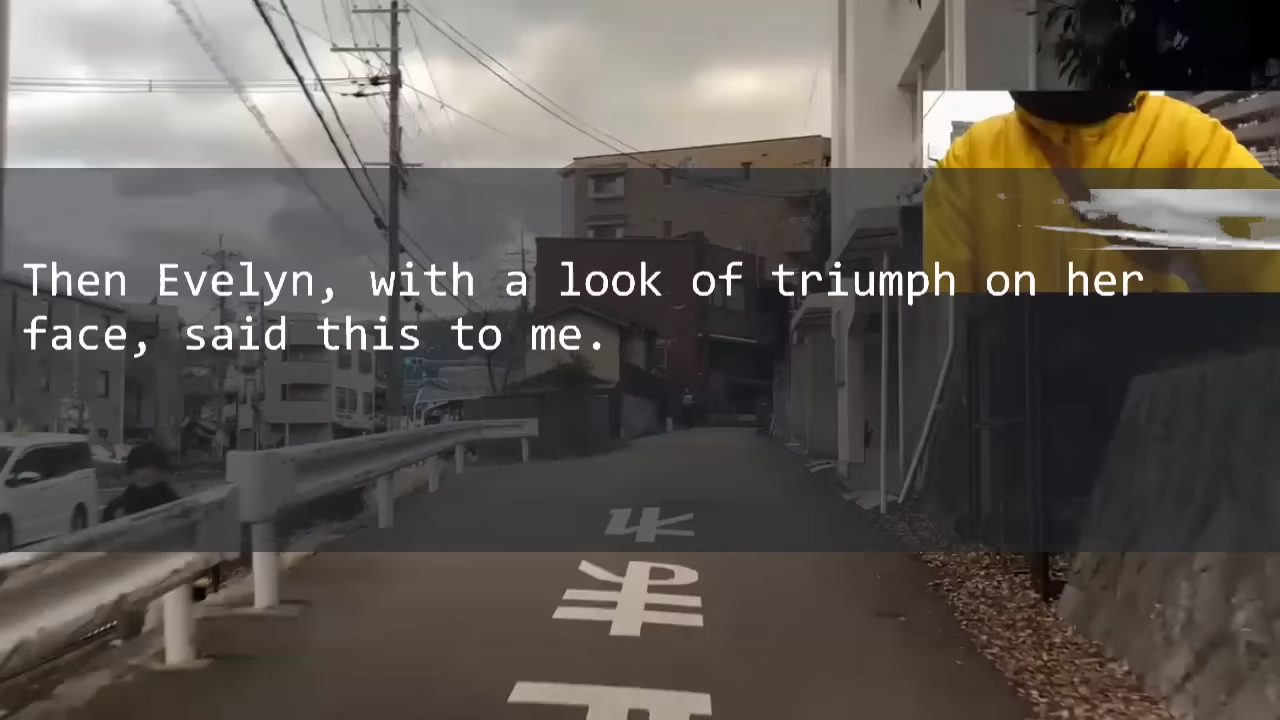 Then Evelyn, with a look of triumph on her
face, said this to me.